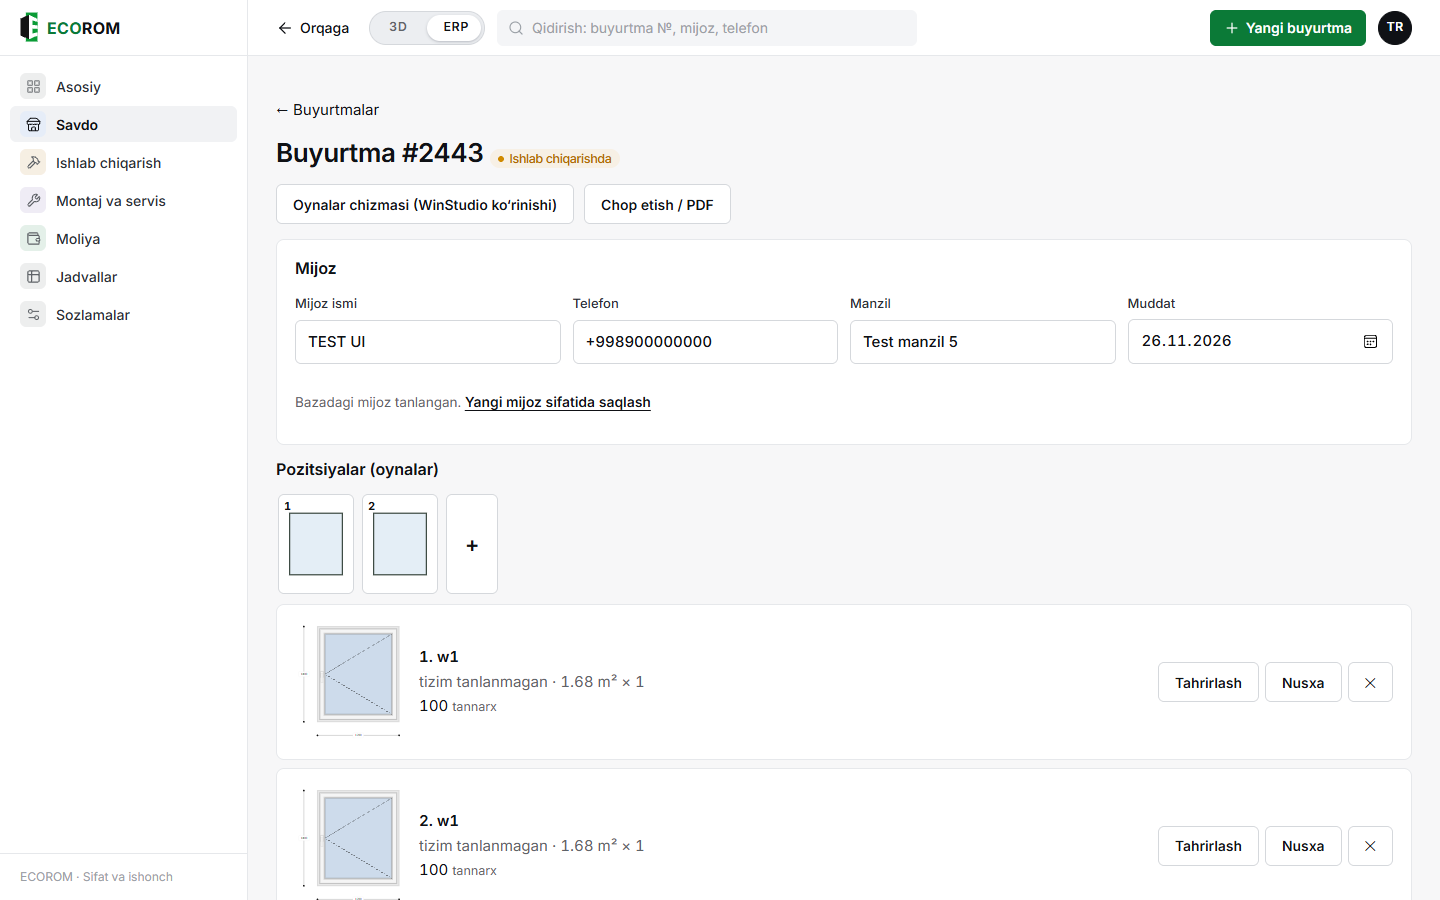 ECOROM
Orqaga
3D
ERP
Qidirish: buyurtma №, mijoz, telefon
+ Yangi buyurtma
TR
Asosiy
Savdo
Ishlab chiqarish
Montaj va servis
Moliya
Jadvallar
Sozlamalar
ECOROM · Sifat va ishonch
← Buyurtmalar
Buyurtma #2443
Ishlab chiqarishda
Oynalar chizmasi (WinStudio ko‘rinishi)
Chop etish / PDF
Mijoz
Mijoz ismi
Telefon
Manzil
Muddat
TEST UI
+998900000000
Test manzil 5
26.11.2026
Bazadagi mijoz tanlangan. Yangi mijoz sifatida saqlash
Pozitsiyalar (oynalar)
1
2
+
1. w1
tizim tanlanmagan · 1.68 m² × 1
100 tannarx
Tahrirlash
Nusxa
2. w1
tizim tanlanmagan · 1.68 m² × 1
100 tannarx
Tahrirlash
Nusxa